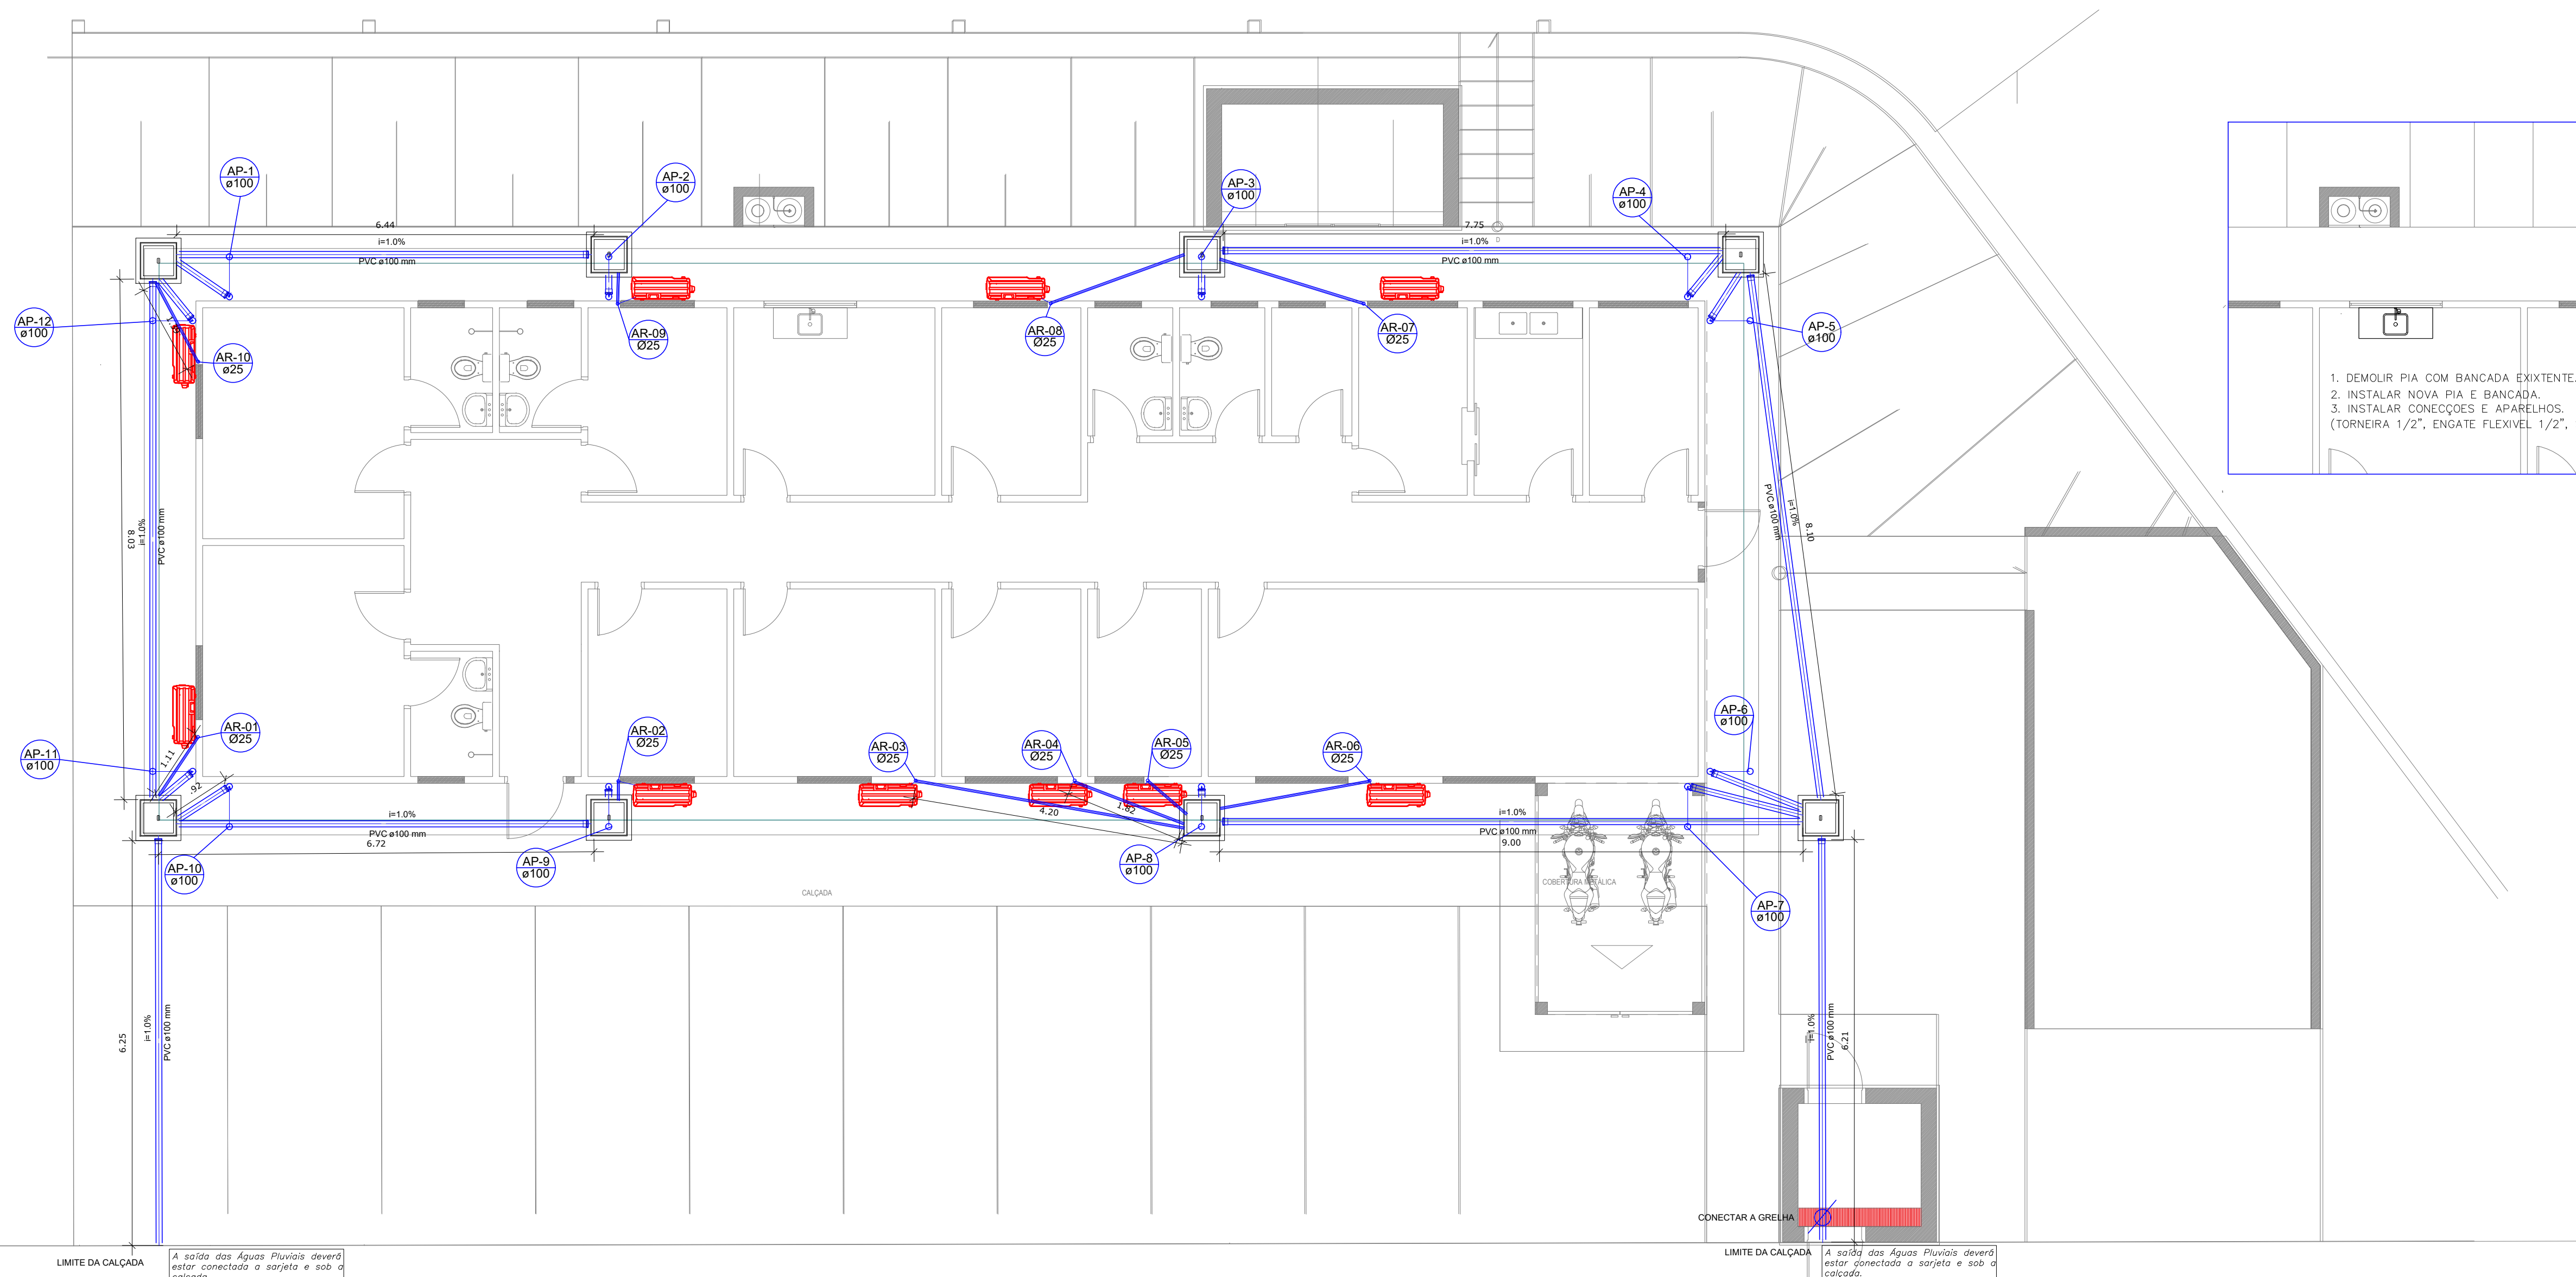 AP-1
ø100
AP-2
ø100
AP-3
ø100
AP-4
ø100
6.44
i=1.0%
PVC ø100 mm
7.75
i=1.0%
PVC ø100 mm
D
AP-12
ø100
AR-10
ø25
AR-09
Ø25
AR-08
Ø25
AR-07
Ø25
AP-5
ø100
1. DEMOLIR PIA COM BANCADA EXIXTENTE.
2. INSTALAR NOVA PIA E BANCADA.
3. INSTALAR CONECÇOES E APARELHOS.
(TORNEIRA 1/2", ENGATE FLEXIVEL 1/2",
8.03
i=1.0%
PVC ø100 mm
PVC ø100 mm
i=1.0%
8.10
AP-11
ø100
AR-01
Ø25
AR-02
Ø25
AR-03
Ø25
AR-04
Ø25
AR-05
Ø25
AR-06
Ø25
AP-6
ø100
1.11
.92
i=1.0%
PVC ø100 mm
6.72
4.20
1.82
i=1.0%
PVC ø100 mm
9.00
AP-10
ø100
AP-9
ø100
AP-8
ø100
AP-7
ø100
CALÇADA
COBERTURA METÁLICA
6.25
i=1.0%
PVC ø100 mm
i=1.0%
PVC ø100 mm
6.21
CONECTAR A GRELHA
LIMITE DA CALÇADA
A saída das Águas Pluviais deverá
estar conectada a sarjeta e sob a
calçada.
LIMITE DA CALÇADA
A saída das Águas Pluviais deverá
estar conectada a sarjeta e sob a
calçada.